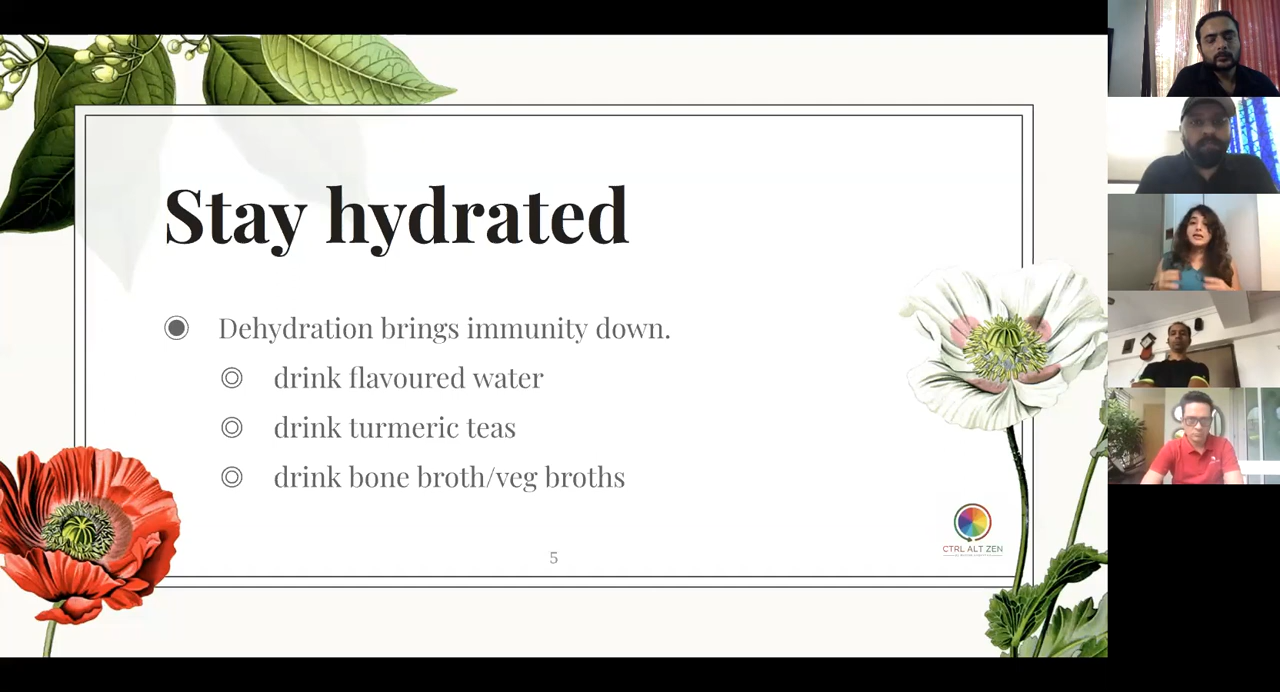 Stay hydrated
Dehydration brings immunity down.
drink flavoured water
drink turmeric teas
drink bone broth/veg broths
5
CTRL ALT ZEN